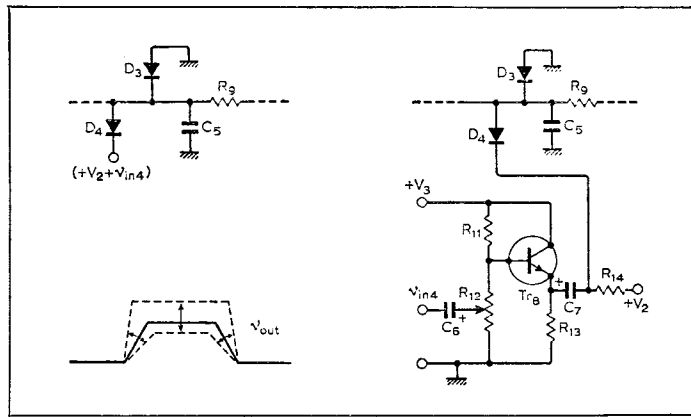 D3
R9
D4
C5
(+V2+vin4)
vout
D3
R9
D4
C5
+V3
R11
vin4
C6
+
R12
Tr8
+
C7
R14
+V2
R13